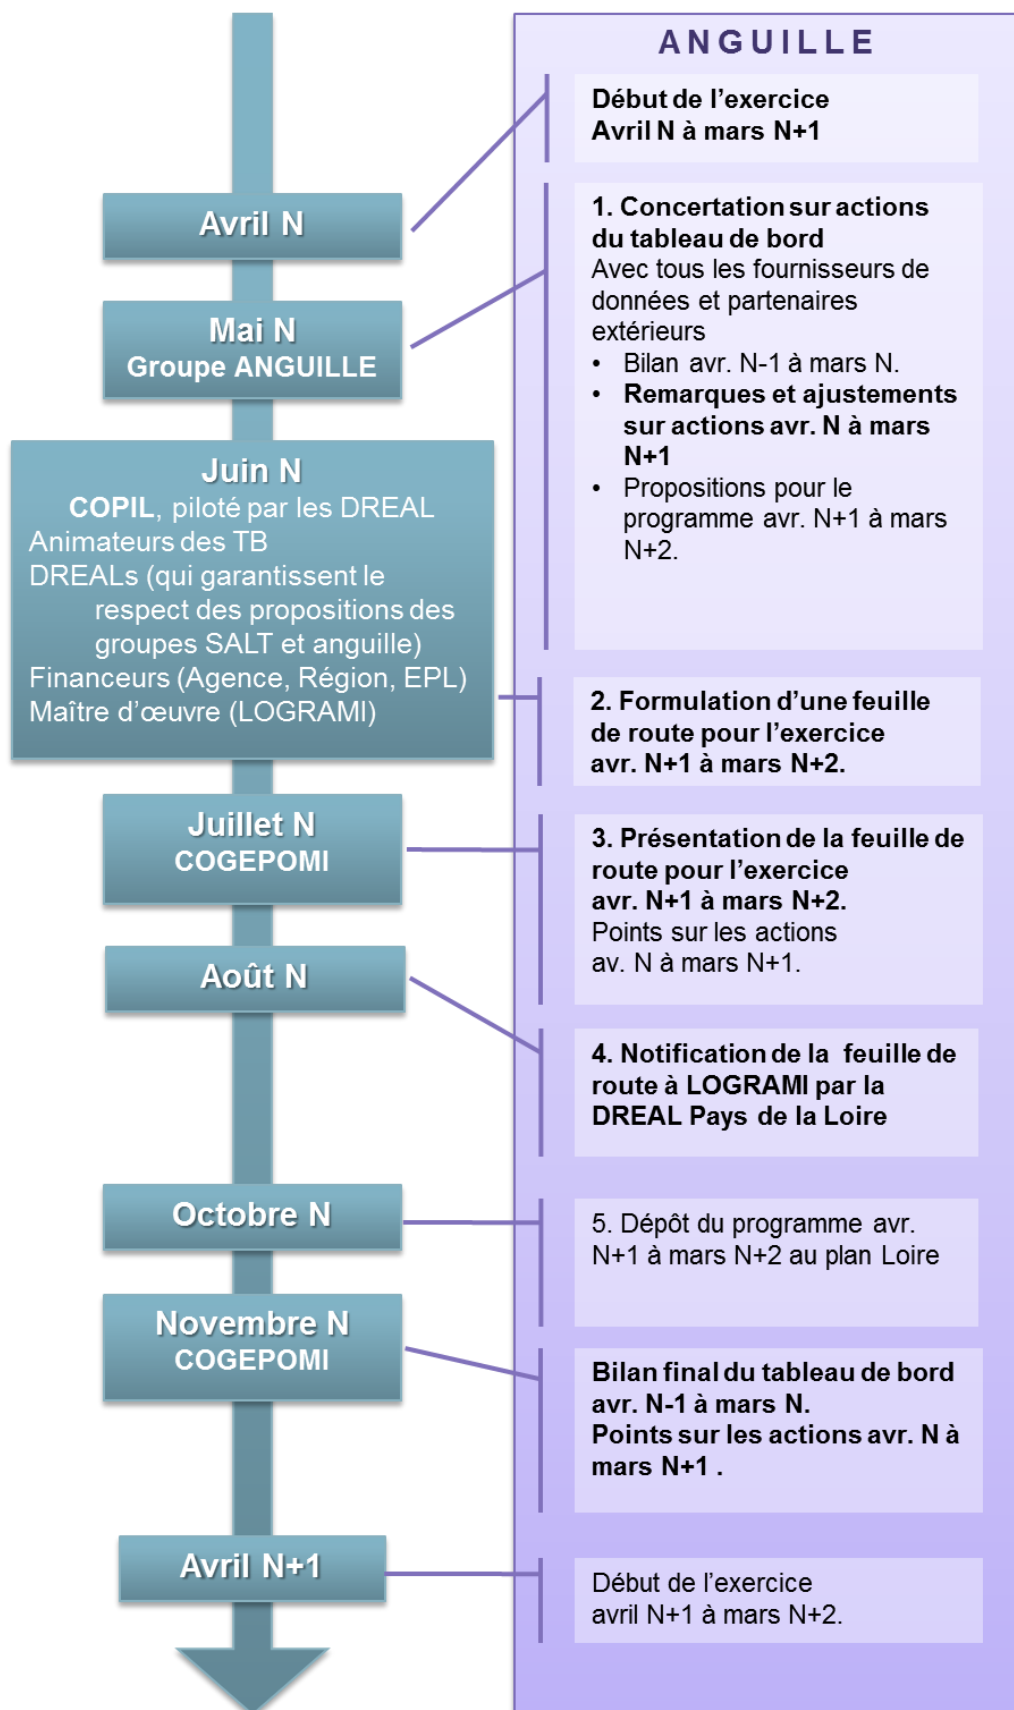 ANGUILLE
Début de l’exercice
Avril N à mars N+1
Avril N
1. Concertation sur actions
du tableau de bord
Avec tous les fournisseurs de
données et partenaires
extérieurs
• Bilan avr. N-1 à mars N.
• Remarques et ajustements
sur actions avr. N à mars
N+1
• Propositions pour le
programme avr. N+1 à mars
N+2.
Mai N
Groupe ANGUILLE
Juin N
COPIL, piloté par les DREAL
Animateurs des TB
DREALs (qui garantissent le
respect des propositions des
groupes SALT et anguille)
Financeurs (Agence, Région, EPL)
Maître d’œuvre (LOGRAMI)
2. Formulation d’une feuille
de route pour l’exercice
avr. N+1 à mars N+2.
Juillet N
COGEPOMI
3. Présentation de la feuille de
route pour l’exercice
avr. N+1 à mars N+2.
Points sur les actions
av. N à mars N+1.
Août N
4. Notification de la feuille de
route à LOGRAMI par la
DREAL Pays de la Loire
Octobre N
5. Dépôt du programme avr.
N+1 à mars N+2 au plan Loire
Novembre N
COGEPOMI
Bilan final du tableau de bord
avr. N-1 à mars N.
Points sur les actions avr. N à
mars N+1 .
Avril N+1
Début de l’exercice
avril N+1 à mars N+2.